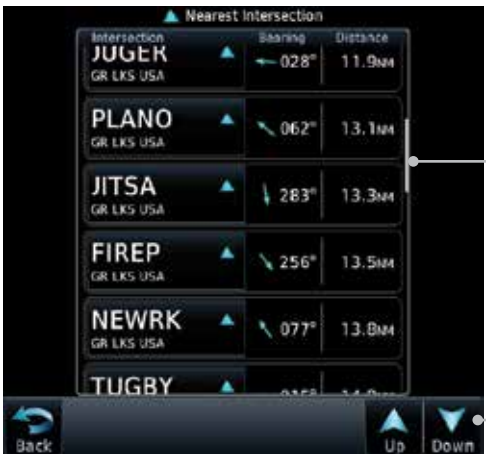 Nearest Intersection
Intersection Bearing Distance
JUGER 028° 11.9NM
GR LKS USA
PLANO 062° 13.1NM
GR LKS USA
JITSA 283° 13.3NM
GR LKS USA
FIREP 256° 13.5NM
GR LKS USA
NEWRK 077° 13.8NM
GR LKS USA
TUGBY
Back Up Down